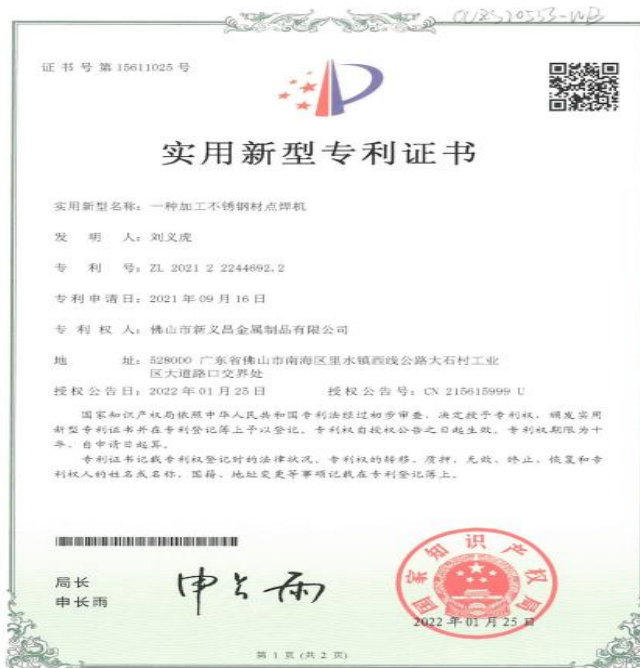 证书号第15611025号
实用新型专利证书
实用新型名称：一种加工不锈钢材点焊机
发明人：刘义虎
专利号：ZL 2021 2 2244692.2
专利申请日：2021年09月16日
专利权人：佛山市新义昌金属制品有限公司
地址：528000 广东省佛山市南海区里水镇西线公路大石村工业
区大道路口交界处
授权公告日：2022年01月25日 授权公告号：CN 215615999 U
国家知识产权局依照中华人民共和国专利法经过初步审查，决定授予专利权，颁发实用
新型专利证书并在专利登记簿上予以登记。专利权自授权公告之日起生效。专利权期限为十
年，自申请日起算。
专利证书记载专利权登记时的法律状况。专利权的转移、质押、无效、终止、恢复和专
利权人的姓名或名称、国籍、地址变更等事项记载在专利登记簿上。
局长
申长雨
申长雨
国家知识产权局
2022年01月25日
第1页(共2页)